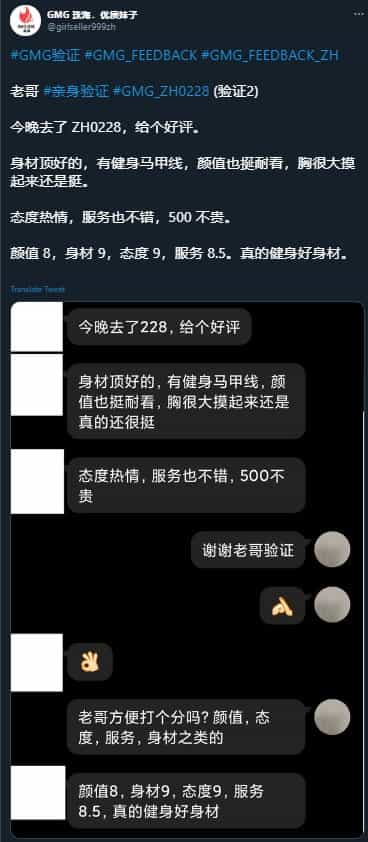 GMG 珠海．优质妹子
@girlseller999zh
#GMG验证 #GMG_FEEDBACK #GMG_FEEDBACK_ZH
老哥 #亲身验证 #GMG_ZH0228 (验证2)
今晚去了 ZH0228，给个好评。
身材顶好的，有健身马甲线，颜值也挺耐看，胸很大摸
起来还是挺。
态度热情，服务也不错，500 不贵。
颜值 8，身材 9，态度 9，服务 8.5。真的健身好身材。
Translate Tweet
今晚去了228，给个好评
身材顶好的，有健身马甲线，颜
值也挺耐看，胸很大摸起来还是
真的还很挺
态度热情，服务也不错，500不
贵
谢谢老哥验证
老哥方便打个分吗? 颜值，态
度，服务，身材之类的
颜值8，身材9，态度9，服务
8.5，真的健身好身材